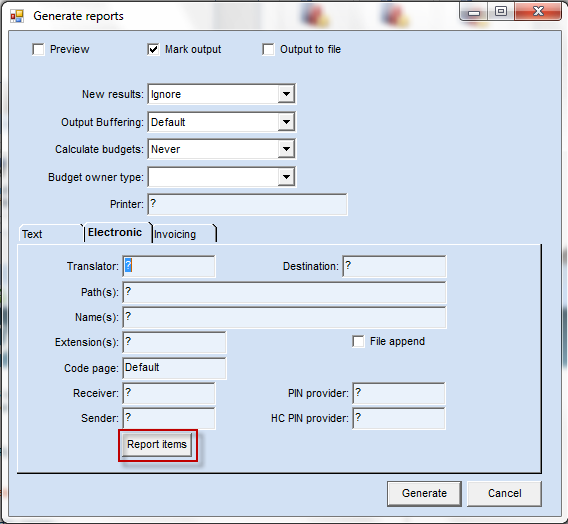 Generate reports
Preview Mark output Output to file
New results: Ignore
Output Buffering: Default
Calculate budgets: Never
Budget owner type:
Printer: ?
Text Electronic Invoicing
Translator: ? Destination: ?
Path(s): ?
Name(s): ?
Extension(s): ? File append
Code page: Default
Receiver: ? PIN provider: ?
Sender: ? HC PIN provider: ?
Report items
Generate Cancel